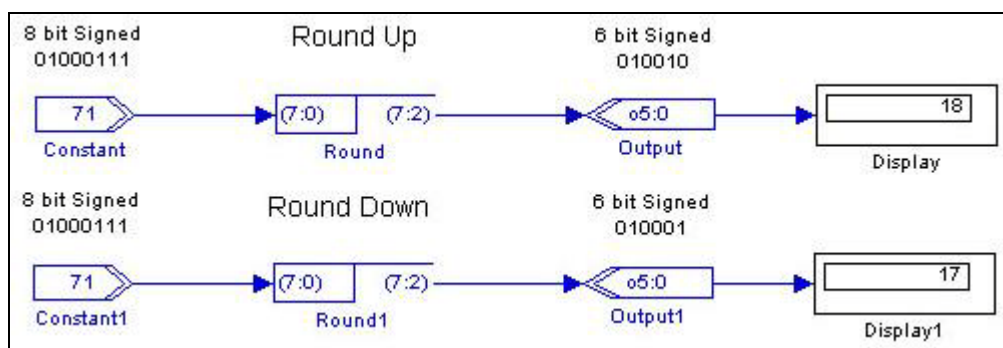 8 bit Signed
01000111
Round Up
6 bit Signed
010010
71
(7:0)
(7:2)
o5:0
18
Constant
Round
Output
Display
8 bit Signed
01000111
Round Down
6 bit Signed
010001
71
(7:0)
(7:2)
o5:0
17
Constant1
Round1
Output1
Display1